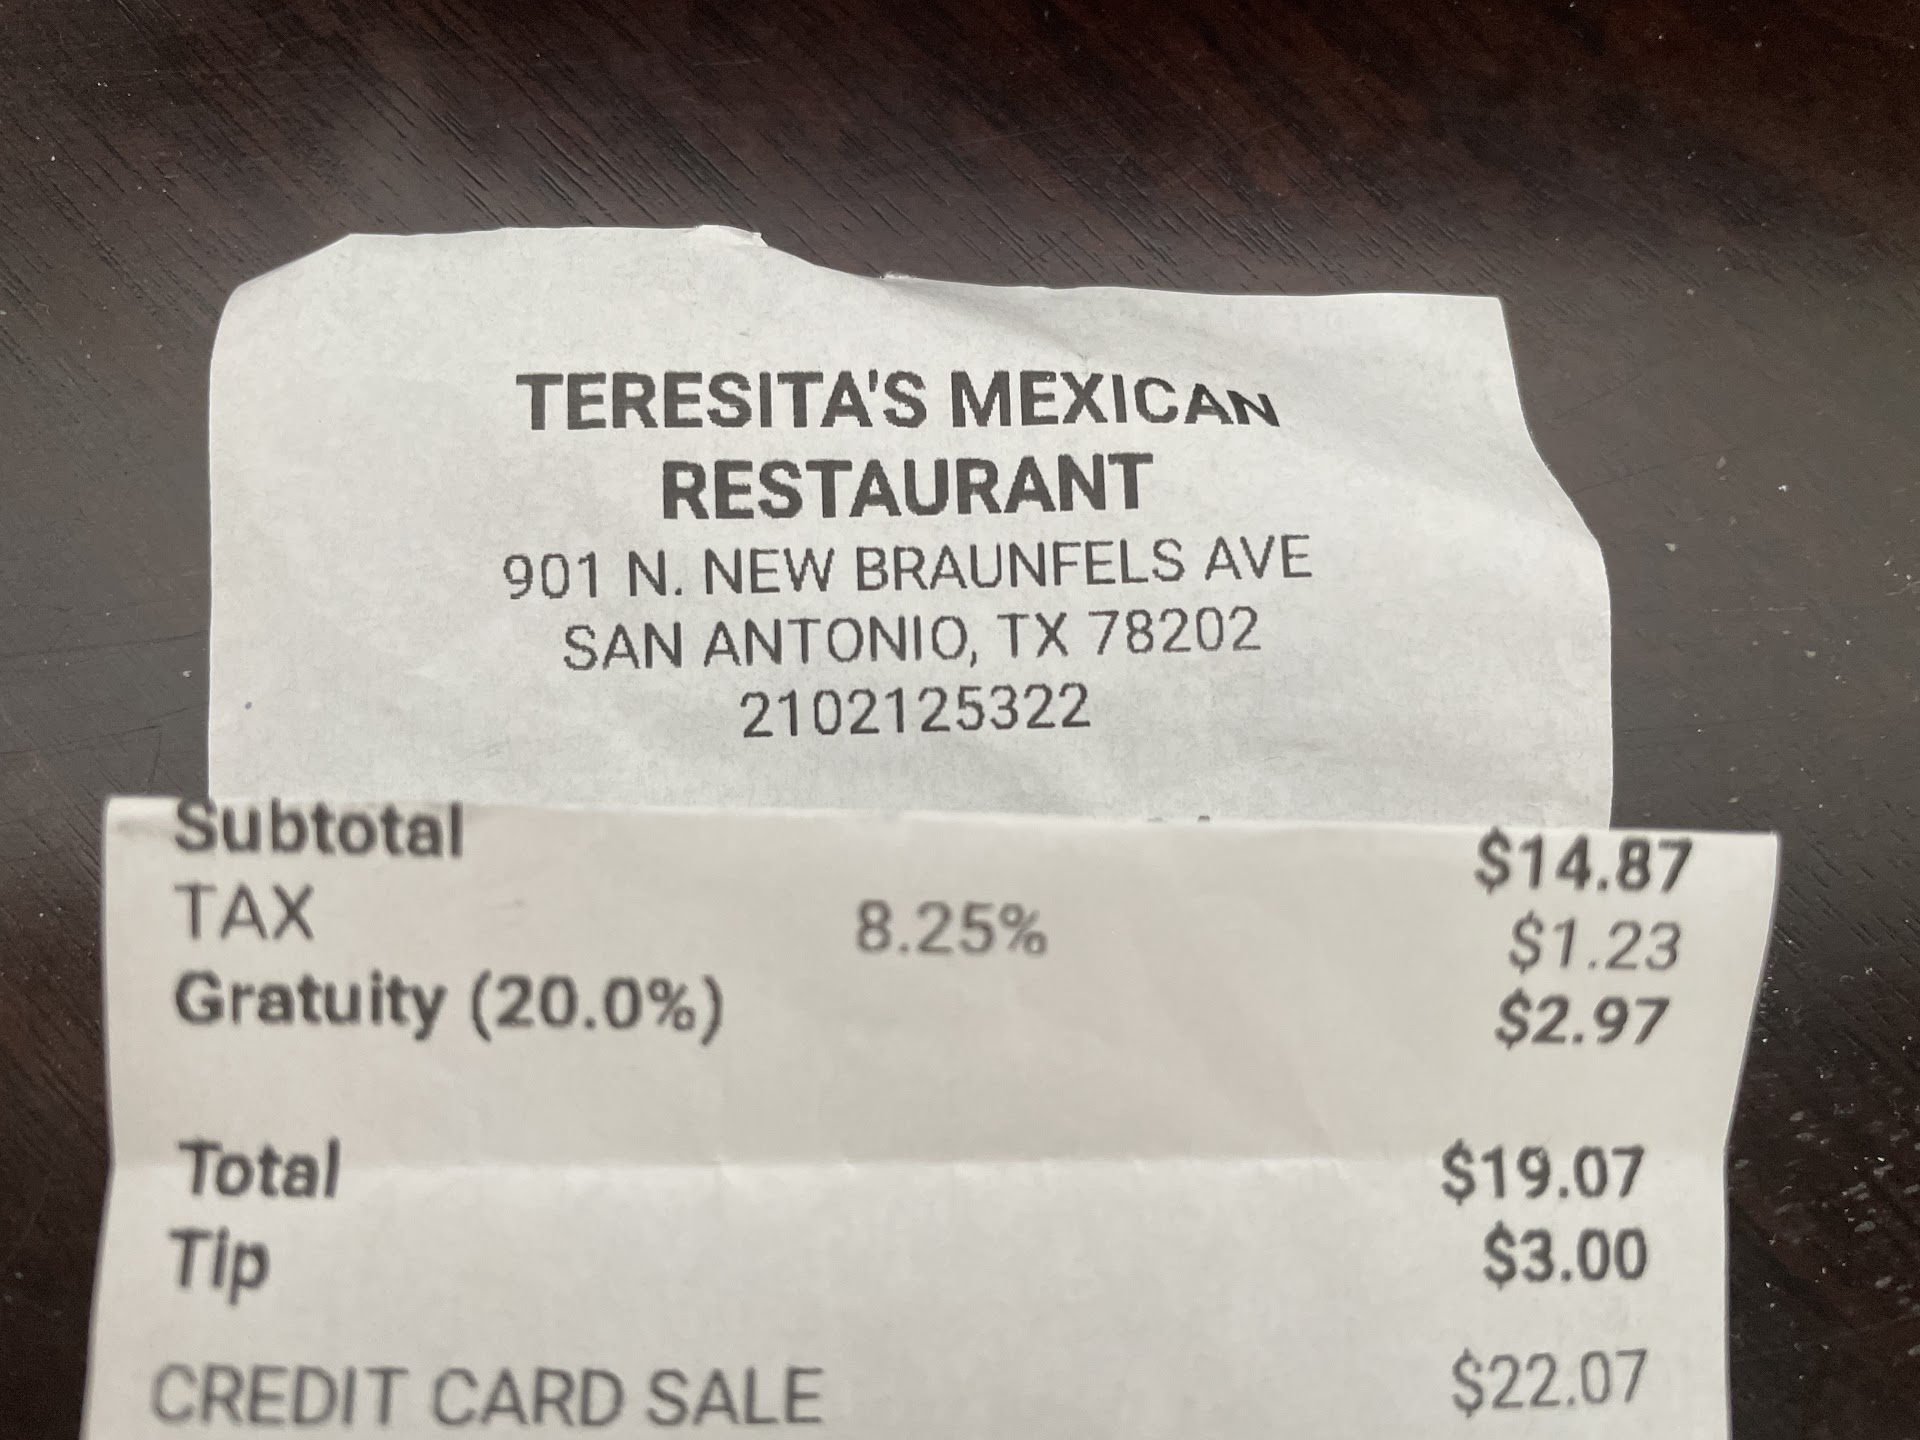 TERESITA'S MEXICAN
RESTAURANT
901 N. NEW BRAUNFELS AVE
SAN ANTONIO, TX 78202
2102125322
Subtotal $14.87
TAX 8.25% $1.23
Gratuity (20.0%) $2.97
Total $19.07
Tip $3.00
CREDIT CARD SALE $22.07